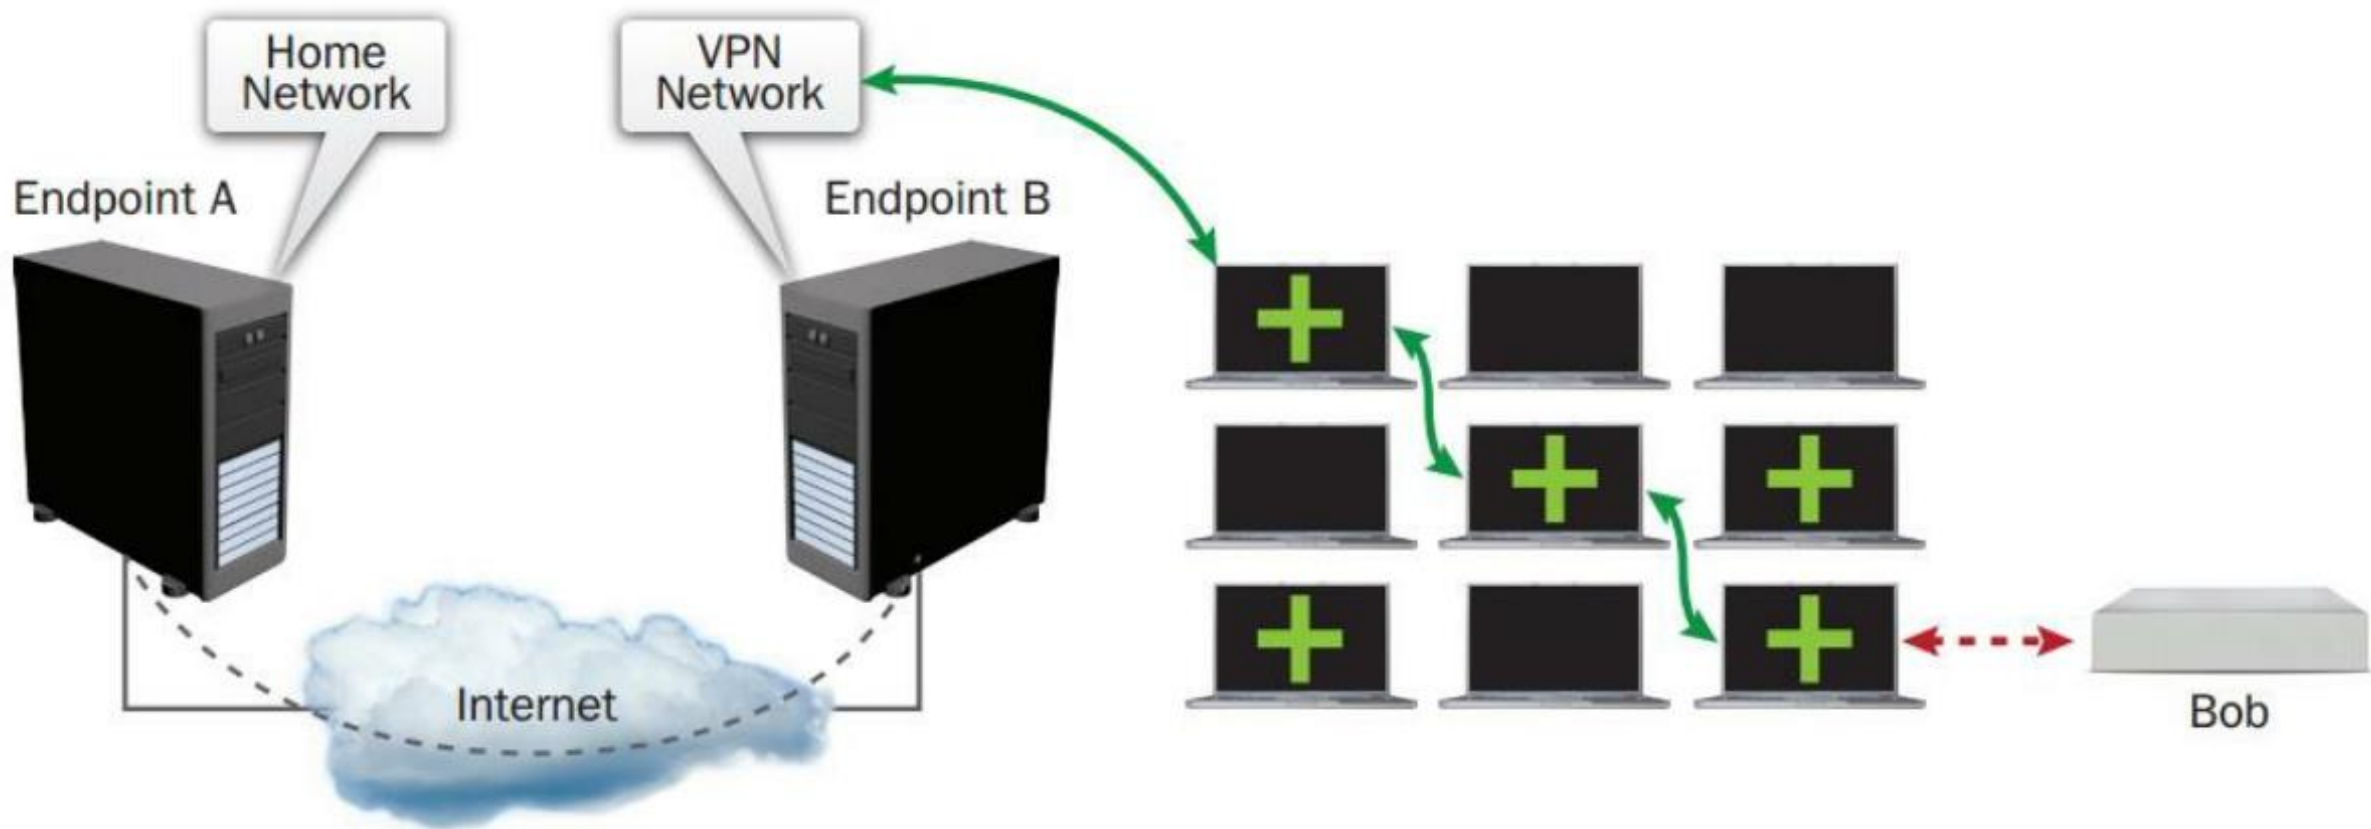 Home
Network
VPN
Network
Endpoint A
Endpoint B
Internet
Bob